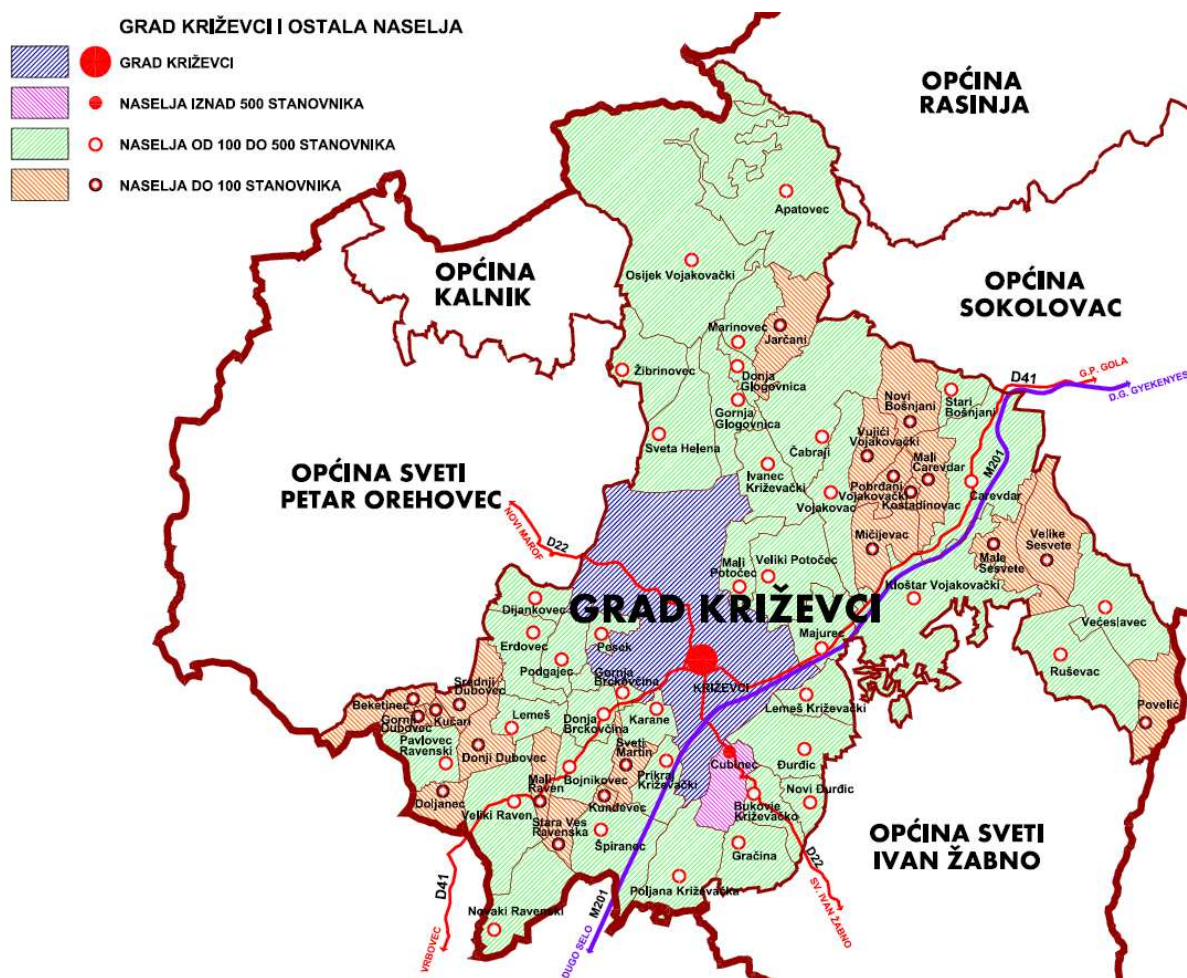 GRAD KRIŽEVCI I OSTALA NASELJA
GRAD KRIŽEVCI
NASELJA IZNAD 500 STANOVNIKA
NASELJA OD 100 DO 500 STANOVNIKA
NASELJA DO 100 STANOVNIKA
OPĆINA
RASINJA
Apatovec
OPĆINA
KALNIK
Osijek Vojakovački
OPĆINA
SOKOLOVAC
Marinovec
Jarčani
Žibrinovec
Donja
Glogovnica
D41
G.P. GOLA
D.G. GYEKENYES
Gornja
Glogovnica
Novi
Bošnjani
Stari
Bošnjani
Sveta Helena
Čabraji
Vujići
Vojakovački
Mali
Carevdar
M201
OPĆINA SVETI
PETAR OREHOVEC
Ivanec
Križevački
Vojakovac
Pobrđani
Vojakovački
Kostadinovac
Carevdar
NOVI MAROF
D22
Mičijevac
Male
Sesvete
Velike
Sesvete
Mali
Potočec
Veliki Potočec
Kloštar Vojakovački
GRAD KRIŽEVCI
Dijankovec
Većeslavec
Erdovec
Pesek
Majurec
Podgajec
Gornja
Brckovčina
KRIŽEVCI
Ruševac
Srednji
Dubovec
Beketinec
Gornji
Dubovec
Kučari
Lemeš
Donja
Brckovčina
Karane
Lemeš Križevački
Povelić
Pavlovec
Ravenski
Donji Dubovec
Sveti
Martin
Cubinec
Đurđic
Doljanec
Mali
Raven
Bojnikovec
Prikraj
Križevački
Novi Đurđic
Veliki Raven
Kunđevec
Bukovje
Križevačko
Stara Ves
Ravenska
Špiranec
Gračina
D22
OPĆINA SVETI
IVAN ŽABNO
D41
Poljana Križevačka
M201
SV. IVAN ŽABNO
Novaki Ravenski
VRBOVEC
DUGO SELO